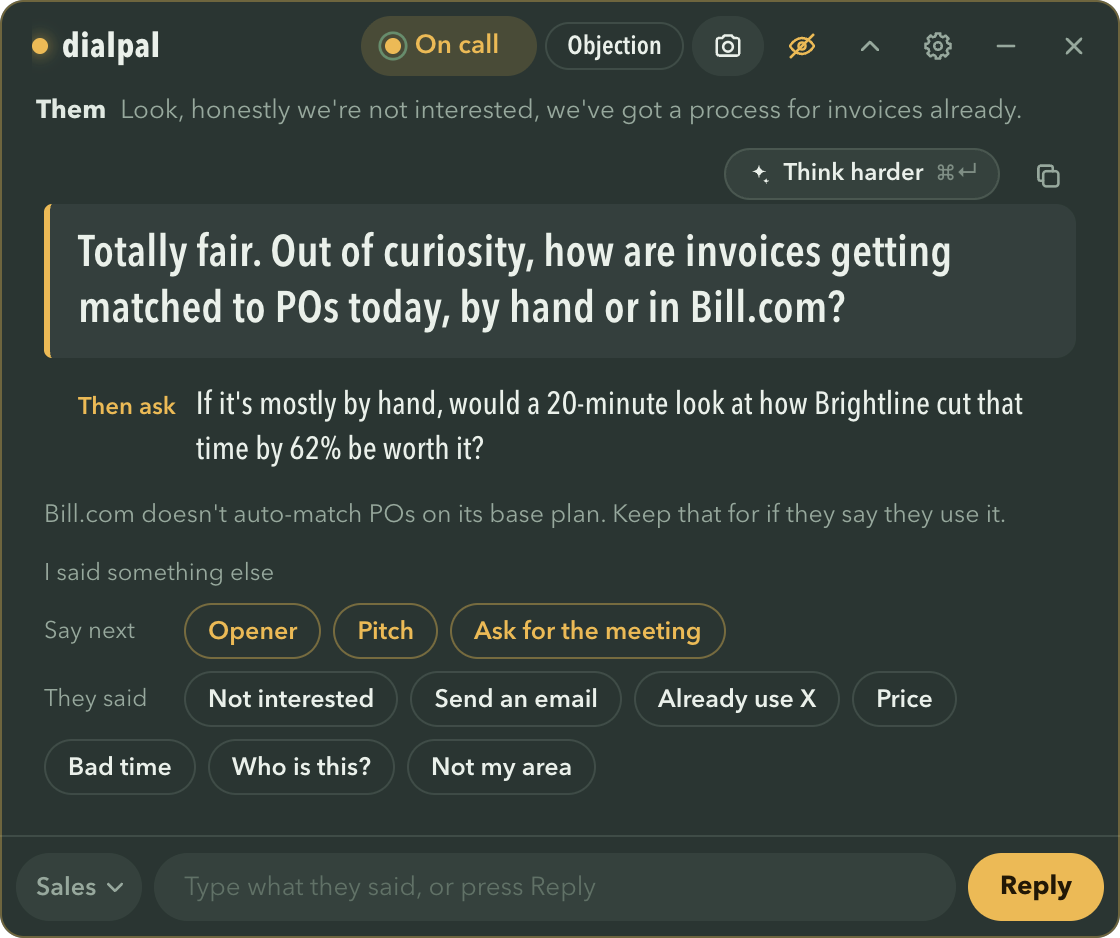 dialpal
On call
Objection
Them Look, honestly we're not interested, we've got a process for invoices already.
Think harder ⌘↵
Totally fair. Out of curiosity, how are invoices getting
matched to POs today, by hand or in Bill.com?
Then ask If it's mostly by hand, would a 20-minute look at how Brightline cut that
time by 62% be worth it?
Bill.com doesn't auto-match POs on its base plan. Keep that for if they say they use it.
I said something else
Say next Opener Pitch Ask for the meeting
They said Not interested Send an email Already use X Price
Bad time Who is this? Not my area
Sales Type what they said, or press Reply Reply